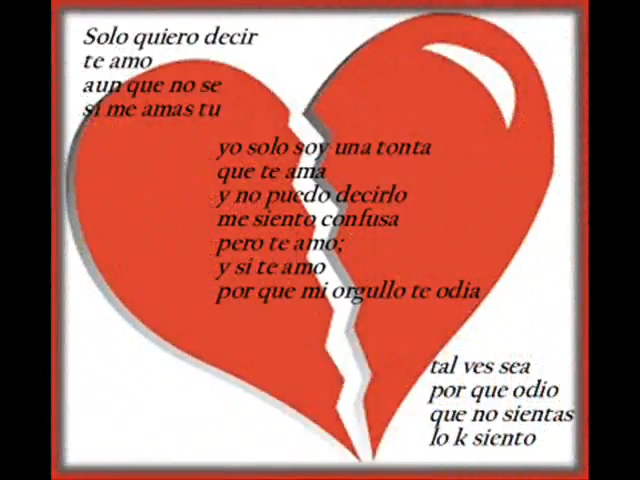 Solo quiero decir
te amo
aun que no se
si me amas tu
yo solo soy una tonta
que te ama
y no puedo decirlo
me siento confusa
pero te amo;
y si te amo
por que mi orgullo te odia
tal ves sea
por que odio
que no sientas
lo k siento